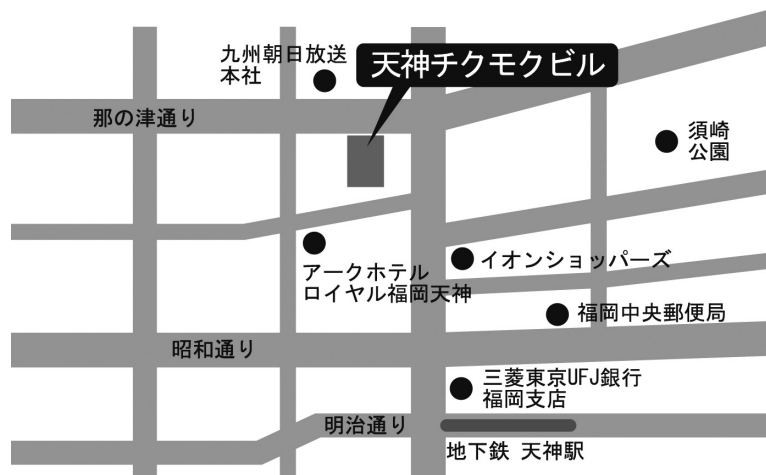 九州朝日放送
本社
天神チクモクビル
那の津通り
須崎
公園
アークホテル
ロイヤル福岡天神
イオンショッパーズ
福岡中央郵便局
昭和通り
三菱東京UFJ銀行
福岡支店
明治通り
地下鉄 天神駅